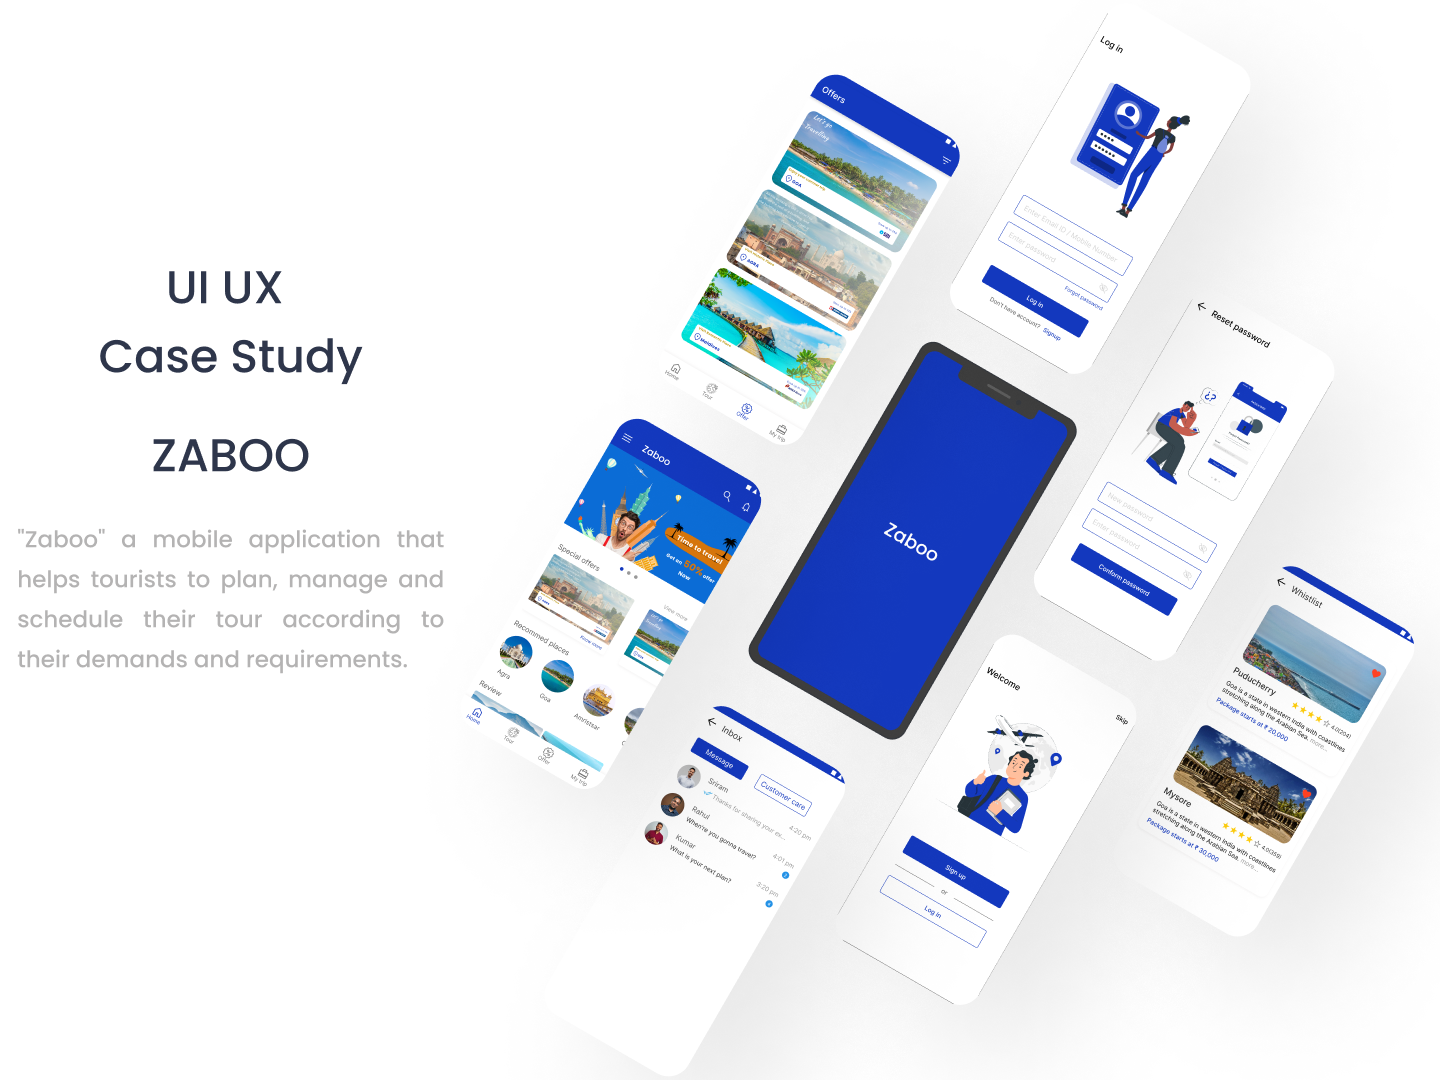 UI UX
Case Study
ZABOO
"Zaboo" a mobile application that
helps tourists to plan, manage and
schedule their tour according to
their demands and requirements.
Offers
Let's go
Travelling
GOA
SBI
AGRA
Maldives
Home
Tour
Offer
My trip
Log in
Enter Email ID / Mobile Number
Enter password
Forgot password
Log in
Don't have account? Signup
Reset password
¿?
New password
Enter password
Conform password
Zaboo
Zaboo
Time to travel
Get an 50% offer
Now
Special offers
View more
Know more
Recommed places
Agra
Goa
Amristsar
Review
Home
Tour
Offer
My trip
Inbox
Message
Customer care
Sriram
Thanks for sharing your ex...
4:20 pm
Rahul
When're you gonna travel?
4:01 pm
Kumar
What is your next plan?
3:20 pm
Welcome
Skip
Sign up
or
Log in
Whistlist
Puducherry
4.0(204)
Goa is a state in western India with coastlines
stretching along the Arabian Sea. more...
Package starts at ₹ 20,000
Mysore
4.0(359)
Goa is a state in western India with coastlines
stretching along the Arabian Sea. more...
Package starts at ₹ 30,000